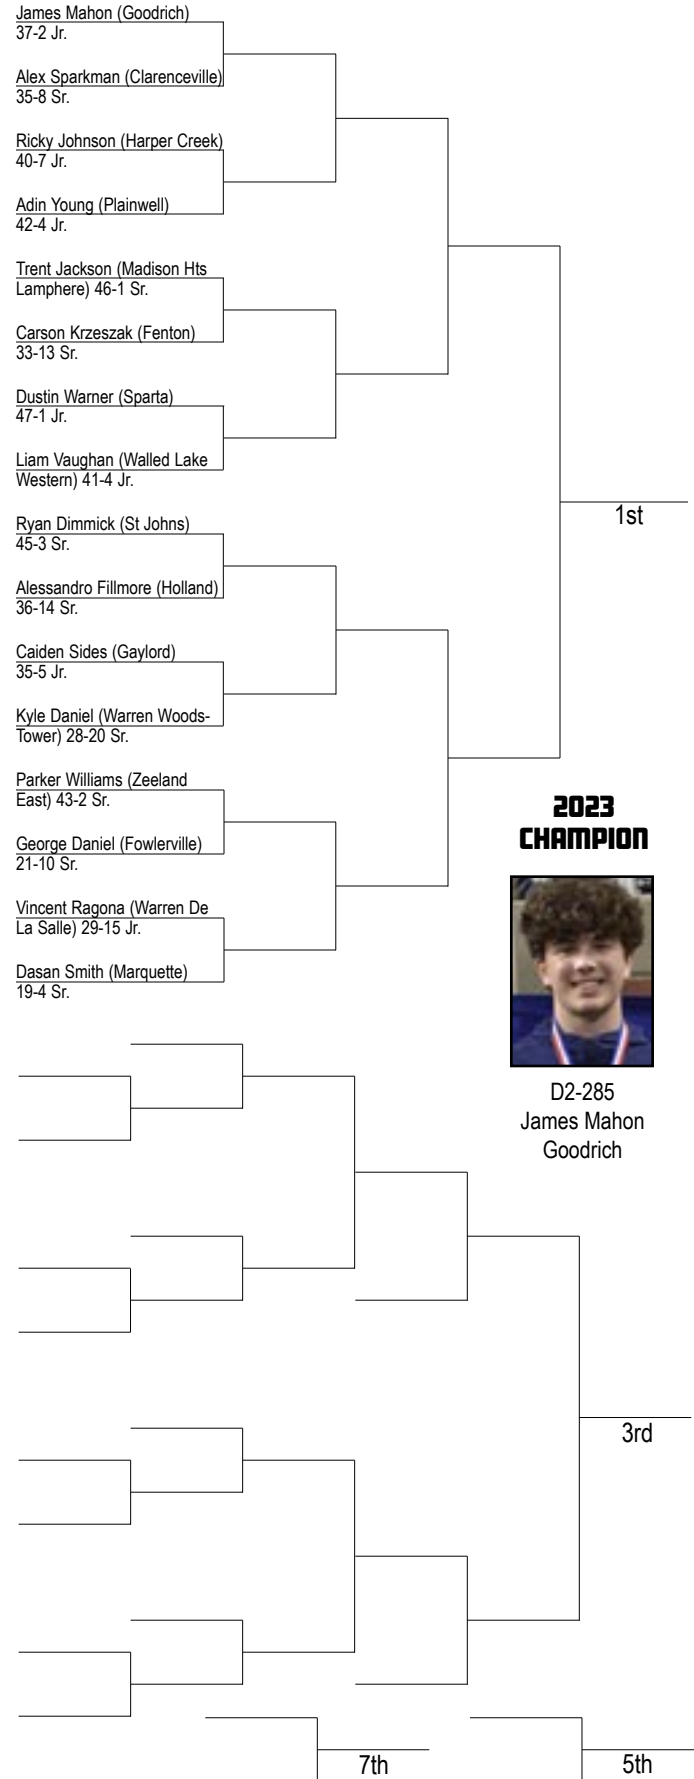 James Mahon (Goodrich)
37-2 Jr.
Alex Sparkman (Clarenceville)
35-8 Sr.
Ricky Johnson (Harper Creek)
40-7 Jr.
Adin Young (Plainwell)
42-4 Jr.
Trent Jackson (Madison Hts
Lamphere) 46-1 Sr.
Carson Krzeszak (Fenton)
33-13 Sr.
Dustin Warner (Sparta)
47-1 Jr.
Liam Vaughan (Walled Lake
Western) 41-4 Jr.
Ryan Dimmick (St Johns)
45-3 Sr.
Alessandro Fillmore (Holland)
36-14 Sr.
Caiden Sides (Gaylord)
35-5 Jr.
Kyle Daniel (Warren Woods-
Tower) 28-20 Sr.
Parker Williams (Zeeland
East) 43-2 Sr.
George Daniel (Fowlerville)
21-10 Sr.
Vincent Ragona (Warren De
La Salle) 29-15 Jr.
Dasan Smith (Marquette)
19-4 Sr.
1st
2023
CHAMPION
D2-285
James Mahon
Goodrich
3rd
7th
5th